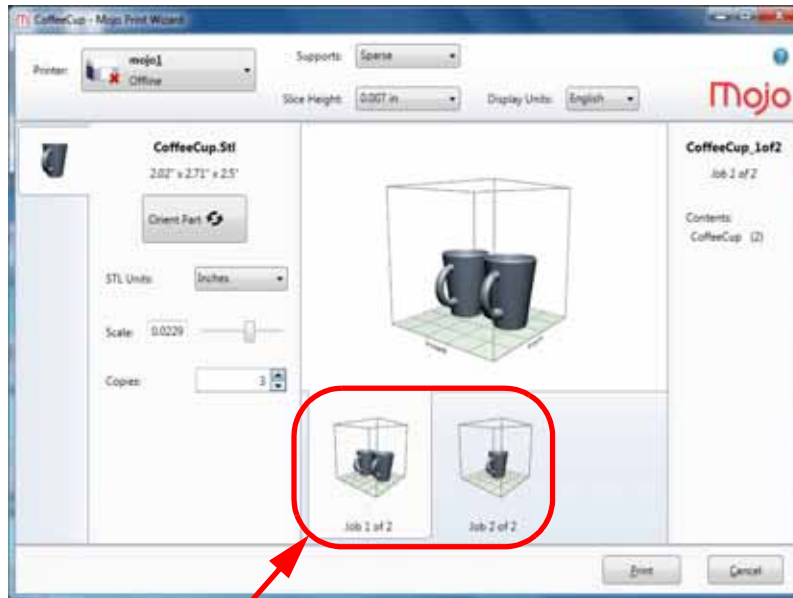 CoffeeCup - Mojo Print Wizard
Printer: mojo1
Offline
Supports: Sparse
Slice Height: 0.007 in
Display Units: English
mojo
CoffeeCup.Stl
2.02" x 2.71" x 2.5"
Orient Part
STL Units: Inches
Scale: 0.0229
Copies: 3
CoffeeCup_1of2
Job 1 of 2
Contents:
CoffeeCup (2)
Job 1 of 2
Job 2 of 2
Print
Cancel